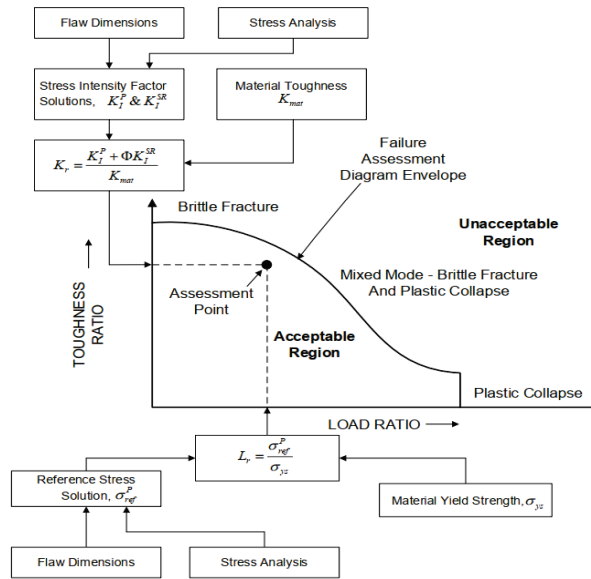 Flaw Dimensions
Stress Analysis
Stress Intensity Factor
Solutions, K_I^P & K_I^SR
Material Toughness
K_mat
K_r = (K_I^P + ΦK_I^SR) / K_mat
Failure
Assessment
Diagram Envelope
Brittle Fracture
Unacceptable
Region
Mixed Mode - Brittle Fracture
And Plastic Collapse
TOUGHNESS
RATIO
Assessment
Point
Acceptable
Region
Plastic Collapse
LOAD RATIO
L_r = σ_ref^P / σ_ys
Reference Stress
Solution, σ_ref^P
Material Yield Strength, σ_ys
Flaw Dimensions
Stress Analysis